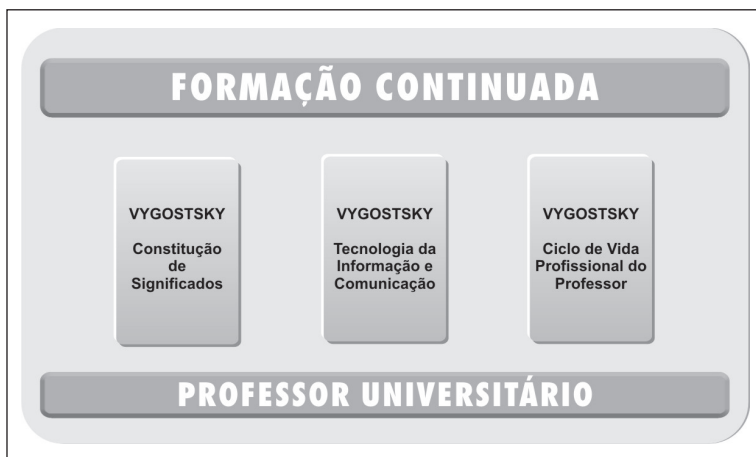 FORMAÇÃO CONTINUADA
VYGOSTSKY
Constitução
de
Significados
VYGOSTSKY
Tecnologia da
Informação e
Comunicação
VYGOSTSKY
Ciclo de Vida
Profissional do
Professor
PROFESSOR UNIVERSITÁRIO